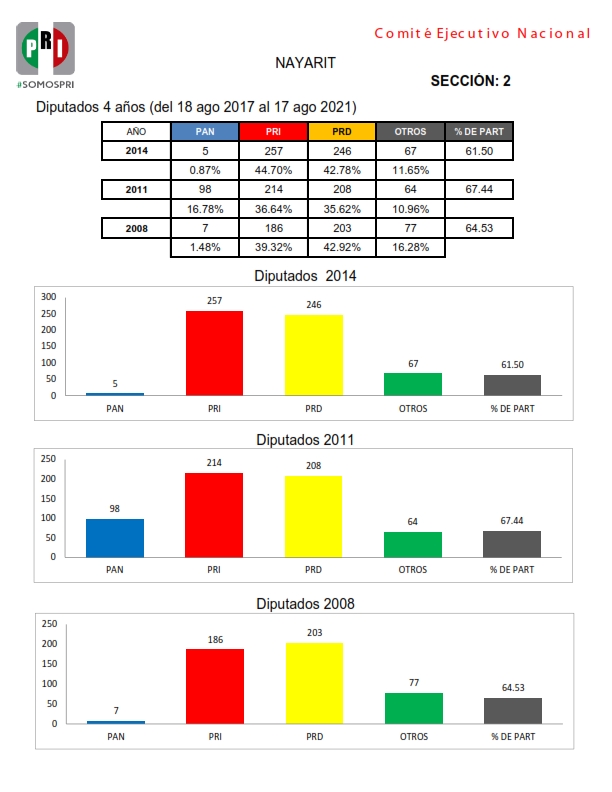 PRI
#SOMOSPRI
Comité Ejecutivo Nacional
NAYARIT
SECCIÓN: 2
Diputados 4 años (del 18 ago 2017 al 17 ago 2021)
AÑO PAN PRI PRD OTROS % DE PART
2014 5 257 246 67 61.50
0.87% 44.70% 42.78% 11.65%
2011 98 214 208 64 67.44
16.78% 36.64% 35.62% 10.96%
2008 7 186 203 77 64.53
1.48% 39.32% 42.92% 16.28%
Diputados 2014
300
250
200
150
100
50
0
5 257 246 67 61.50
PAN PRI PRD OTROS % DE PART
Diputados 2011
250
200
150
100
50
0
98 214 208 64 67.44
PAN PRI PRD OTROS % DE PART
Diputados 2008
250
200
150
100
50
0
7 186 203 77 64.53
PAN PRI PRD OTROS % DE PART